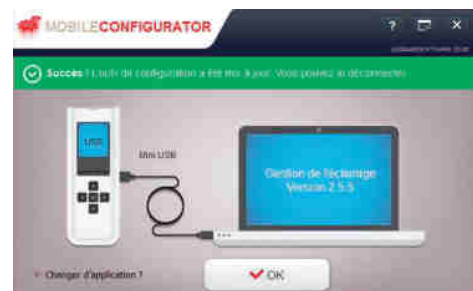 MOBILECONFIGURATOR
?
Succès ! L'outil de configuration a été mis à jour. Vous pouvez le déconnecter
USB
Mini USB
Gestion de l'éclairage
Version 2.5.5
Changer d'application ?
OK